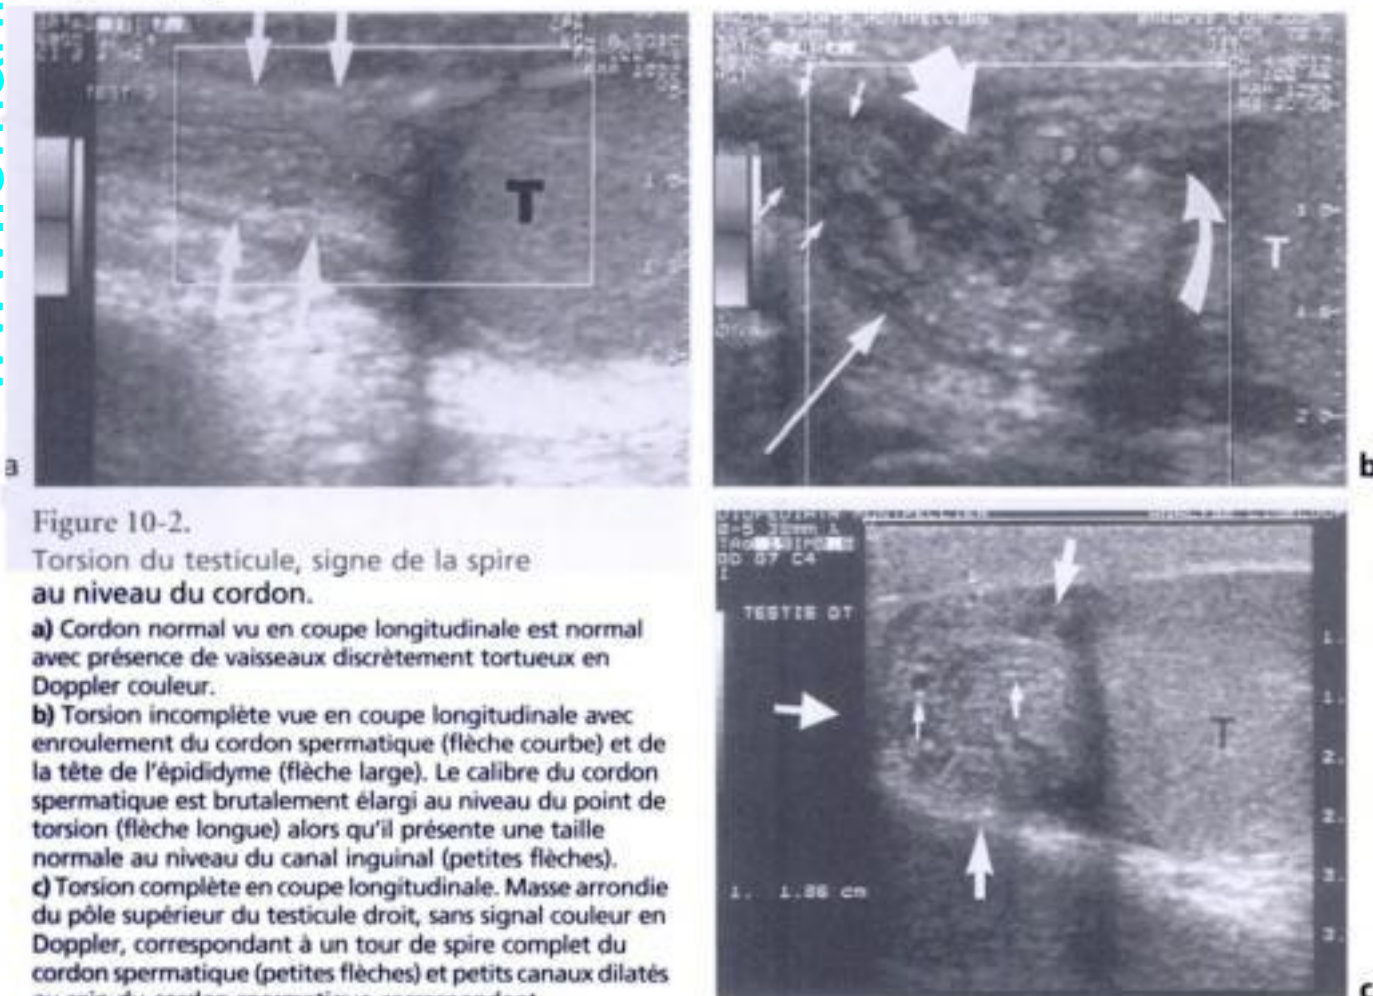 TEST
T
T
a
b
Figure 10-2.
Torsion du testicule, signe de la spire
au niveau du cordon.
a) Cordon normal vu en coupe longitudinale est normal
avec présence de vaisseaux discrètement tortueux en
Doppler couleur.
b) Torsion incomplète vue en coupe longitudinale avec
enroulement du cordon spermatique (flèche courbe) et de
la tête de l'épididyme (flèche large). Le calibre du cordon
spermatique est brutalement élargi au niveau du point de
torsion (flèche longue) alors qu'il présente une taille
normale au niveau du canal inguinal (petites flèches).
c) Torsion complète en coupe longitudinale. Masse arrondie
du pôle supérieur du testicule droit, sans signal couleur en
Doppler, correspondant à un tour de spire complet du
cordon spermatique (petites flèches) et petits canaux dilatés
MONTPELLIER
TESTIS DT
T
1. 1.86 cm
c